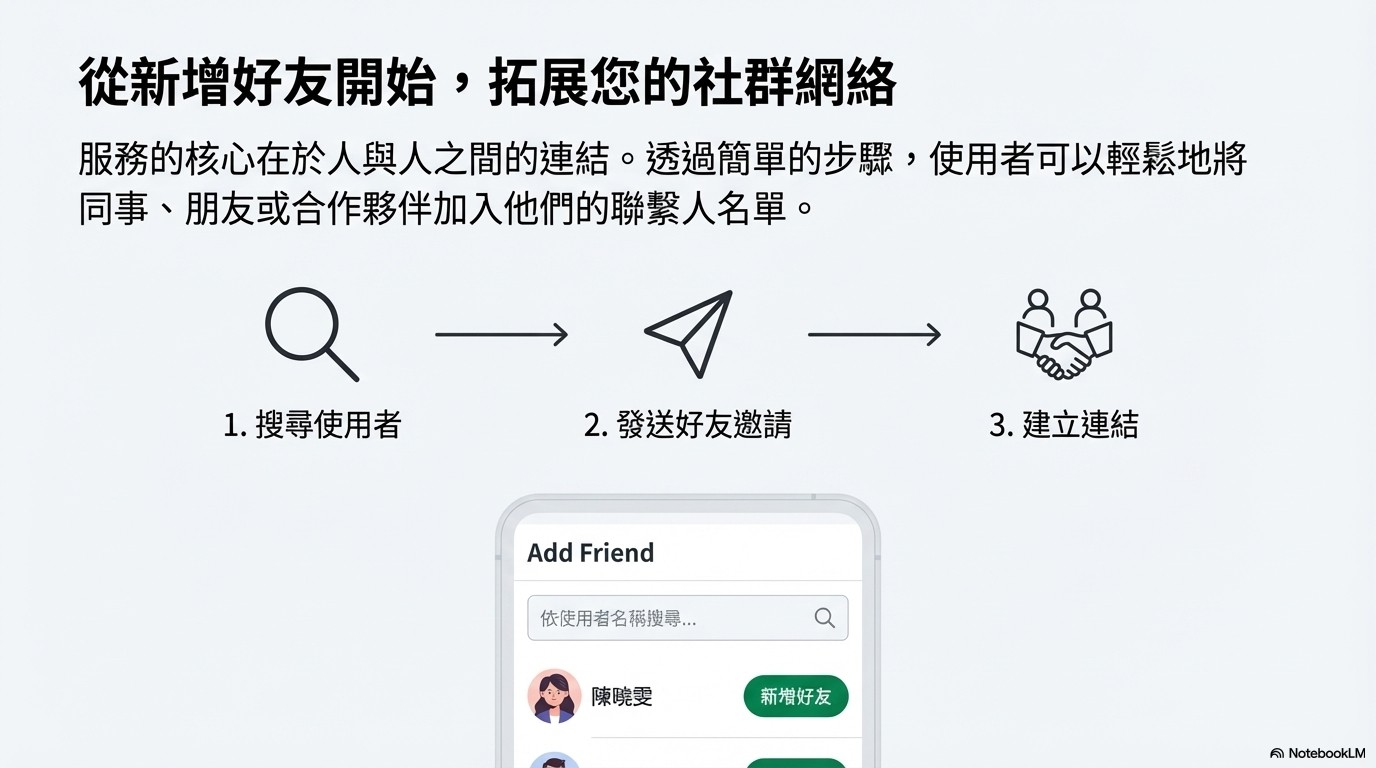 從新增好友開始，拓展您的社群網絡
服務的核心在於人與人之間的連結。透過簡單的步驟，使用者可以輕鬆地將
同事、朋友或合作夥伴加入他們的聯繫人名單。
1. 搜尋使用者
2. 發送好友邀請
3. 建立連結
Add Friend
依使用者名稱搜尋...
陳曉雯
新增好友
NotebookLM